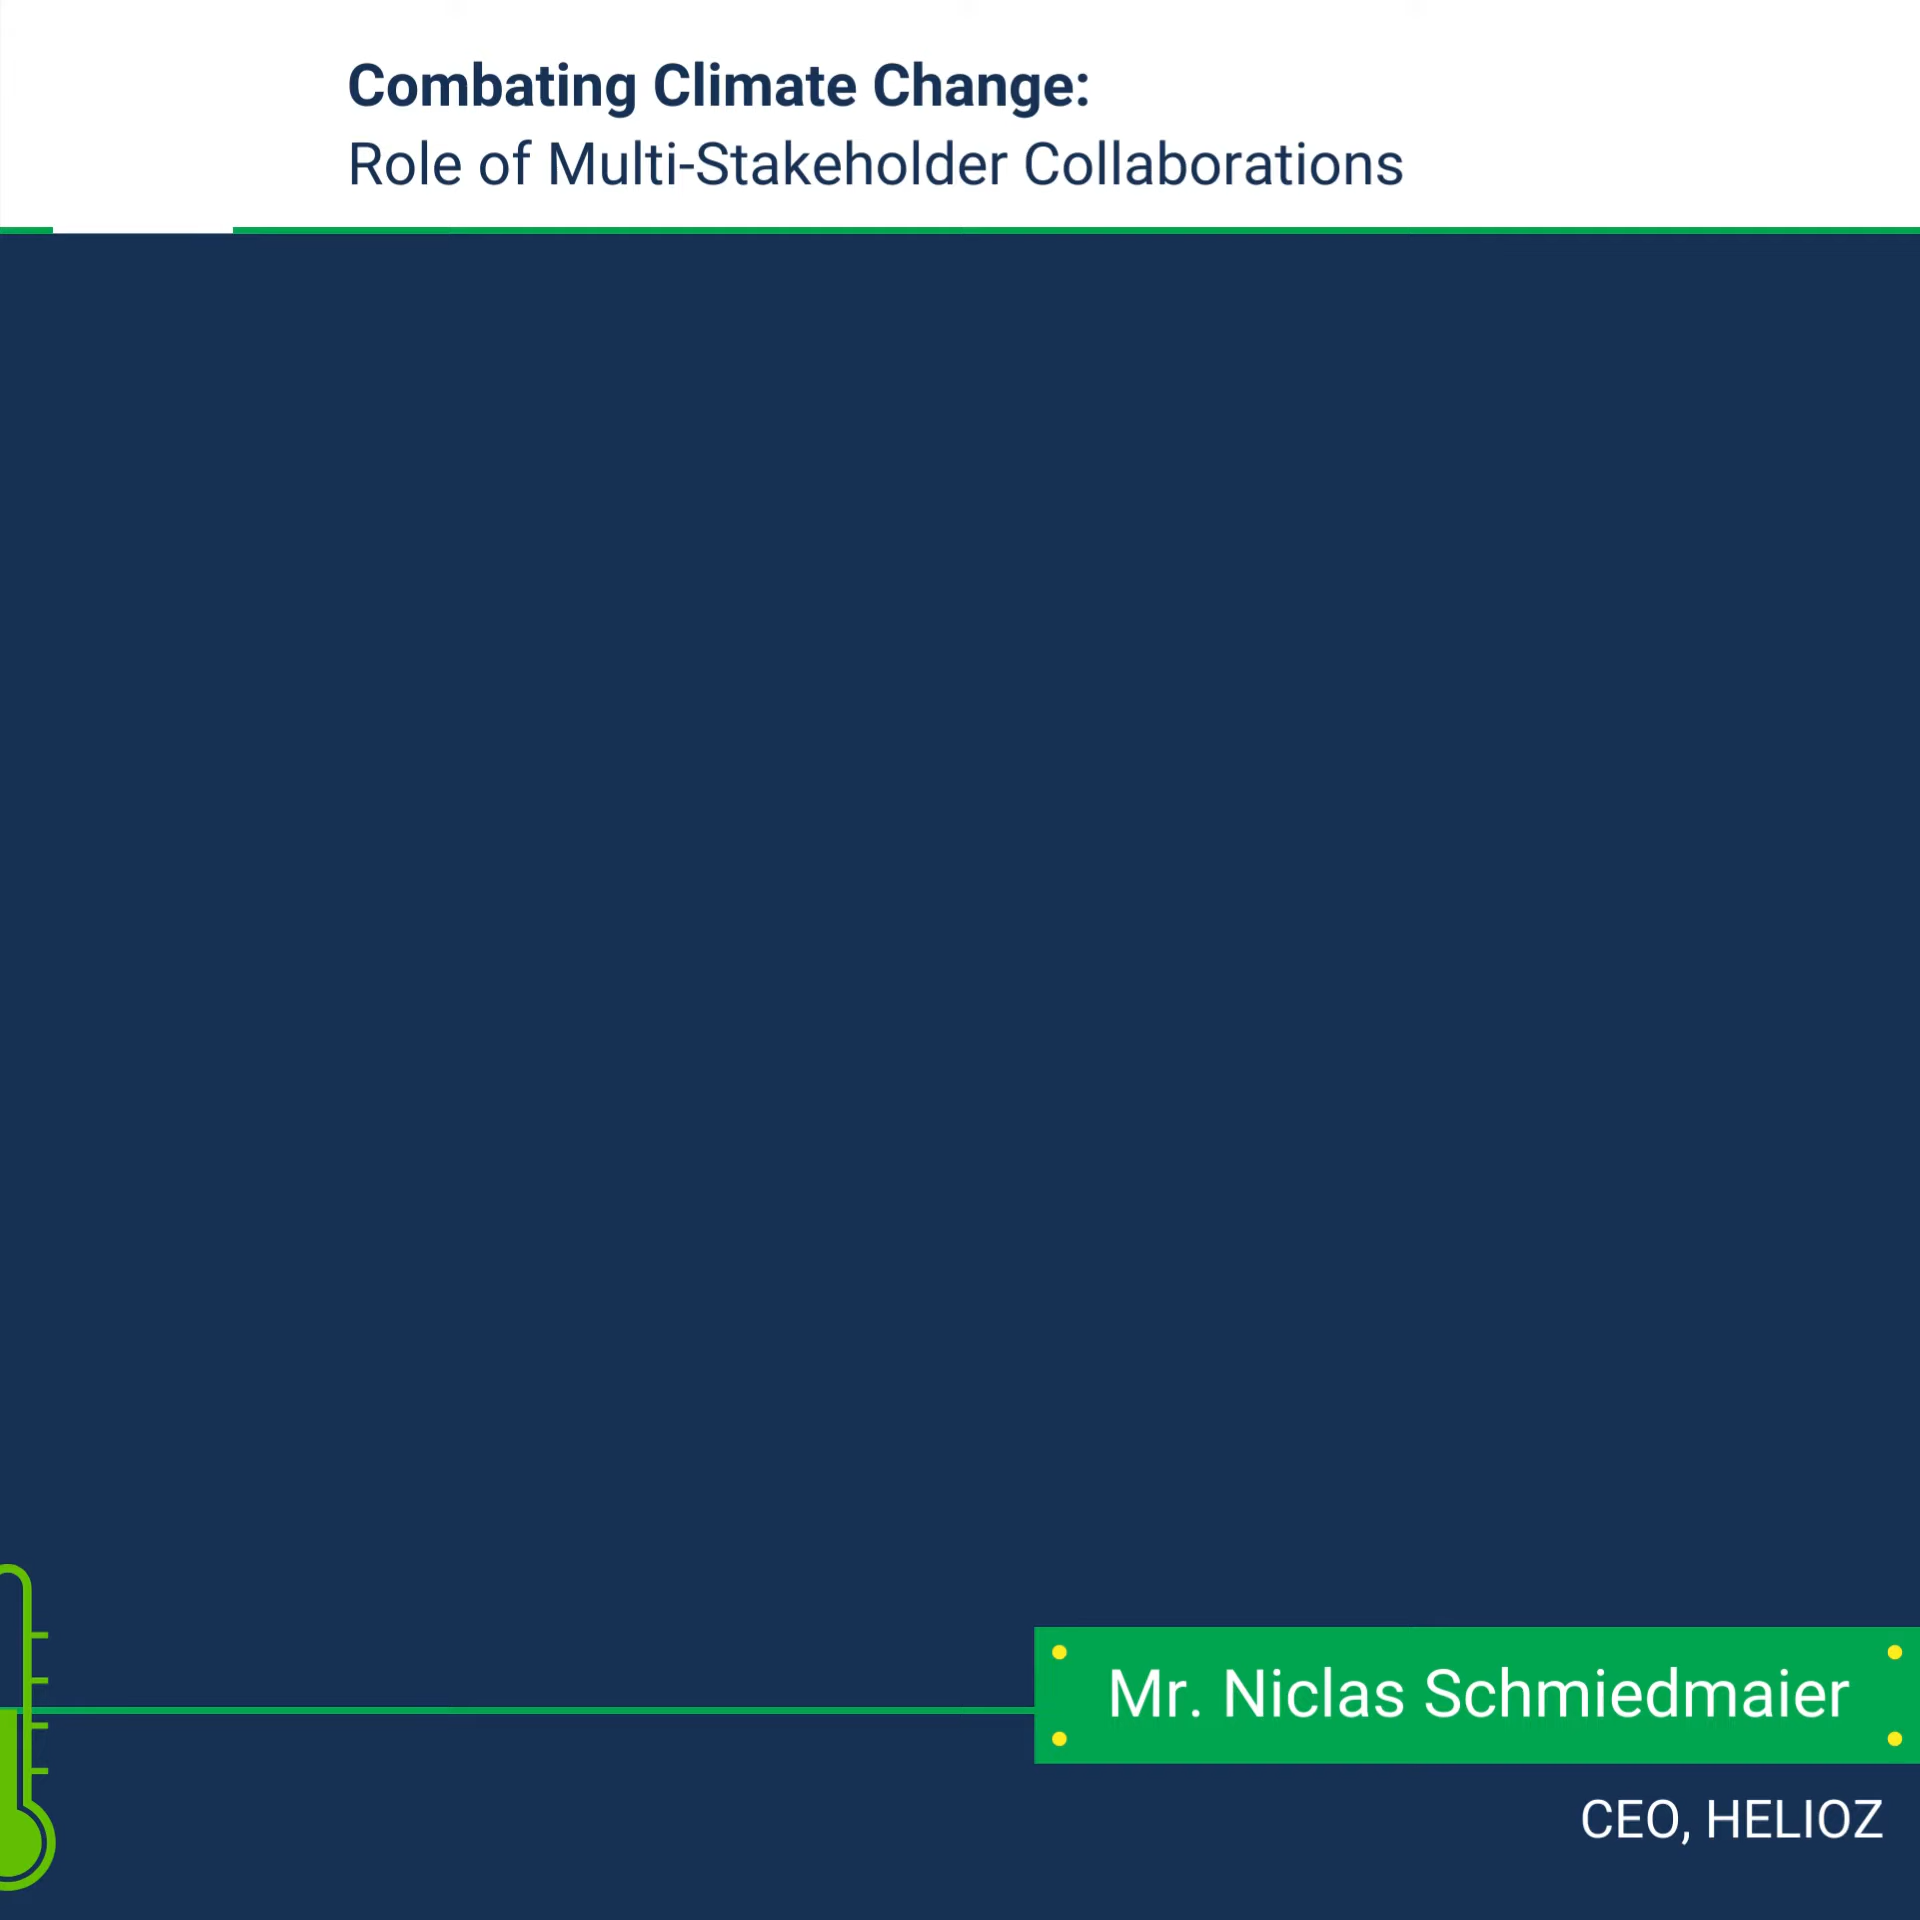 Combating Climate Change:
Role of Multi-Stakeholder Collaborations
Mr. Niclas Schmiedmaier
CEO, HELIOZ